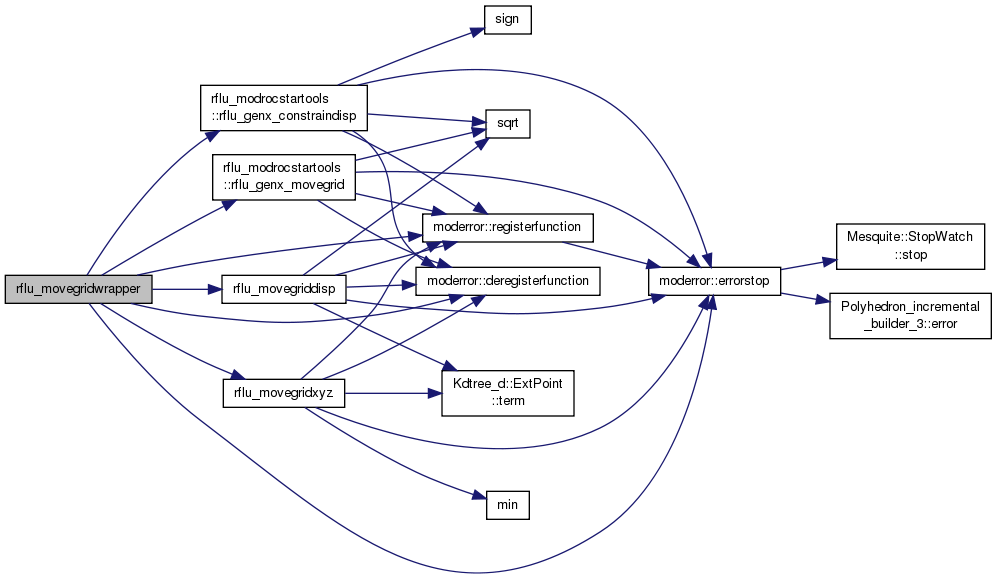 sign
rflu_modrocstartools
::rflu_genx_constraindisp
sqrt
rflu_modrocstartools
::rflu_genx_movegrid
moderror::registerfunction
Mesquite::StopWatch
::stop
rflu_movegridwrapper
rflu_movegriddisp
moderror::deregisterfunction
moderror::errorstop
Polyhedron_incremental
_builder_3::error
rflu_movegridxyz
Kdtree_d::ExtPoint
::term
min